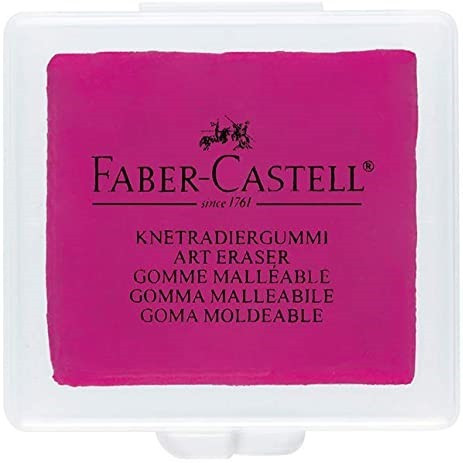 FABER-CASTELL®
since 1761
KNETRADIERGUMMI
ART ERASER
GOMME MALLÉABLE
GOMMA MALLEABILE
GOMA MOLDEABLE